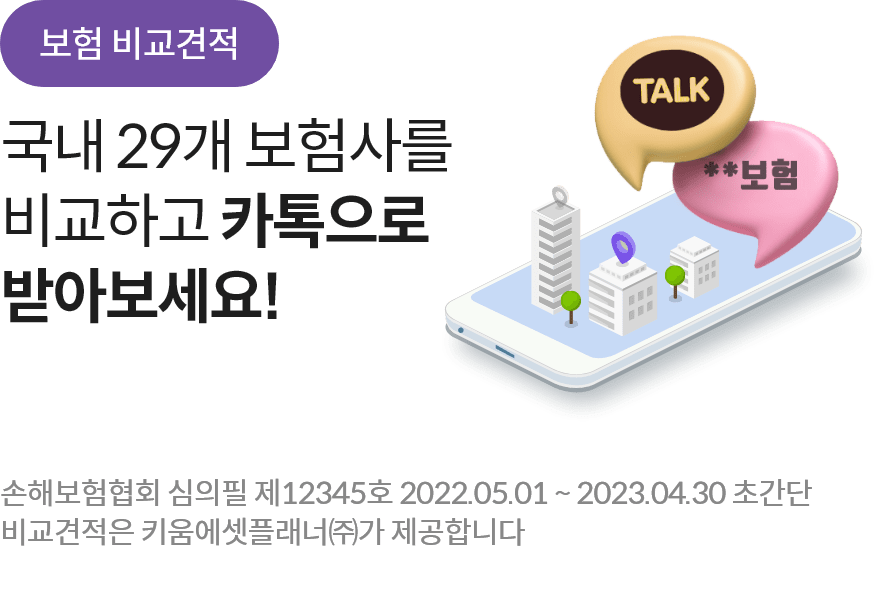 보험 비교견적
국내 29개 보험사를
비교하고 카톡으로
받아보세요!
TALK
**보험
손해보험협회 심의필 제12345호 2022.05.01 ~ 2023.04.30 초간단
비교견적은 키움에셋플래너㈜가 제공합니다